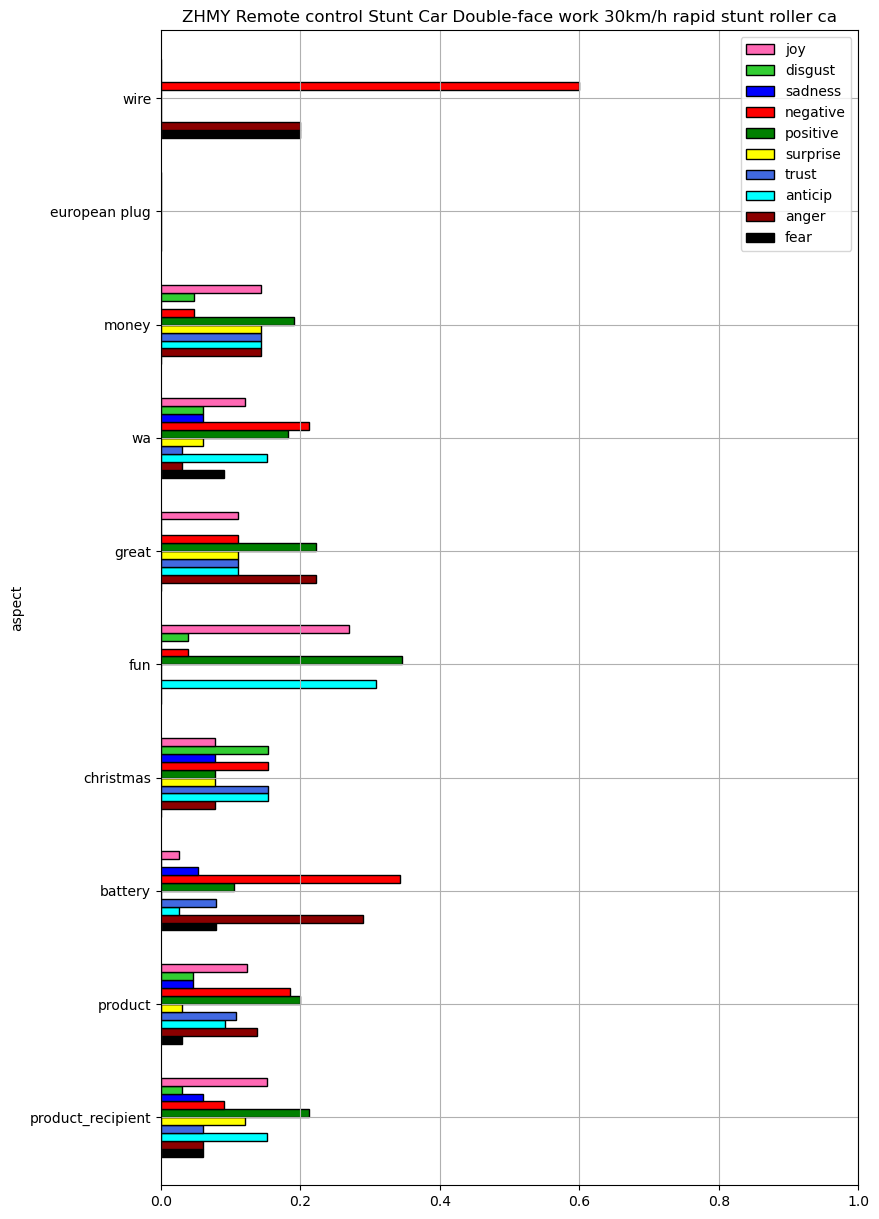 ZHMY Remote control Stunt Car Double-face work 30km/h rapid stunt roller ca
joy
disgust
sadness
negative
positive
surprise
trust
anticip
anger
fear
wire
european plug
money
wa
great
fun
christmas
battery
product
product_recipient
aspect
0.0 0.2 0.4 0.6 0.8 1.0